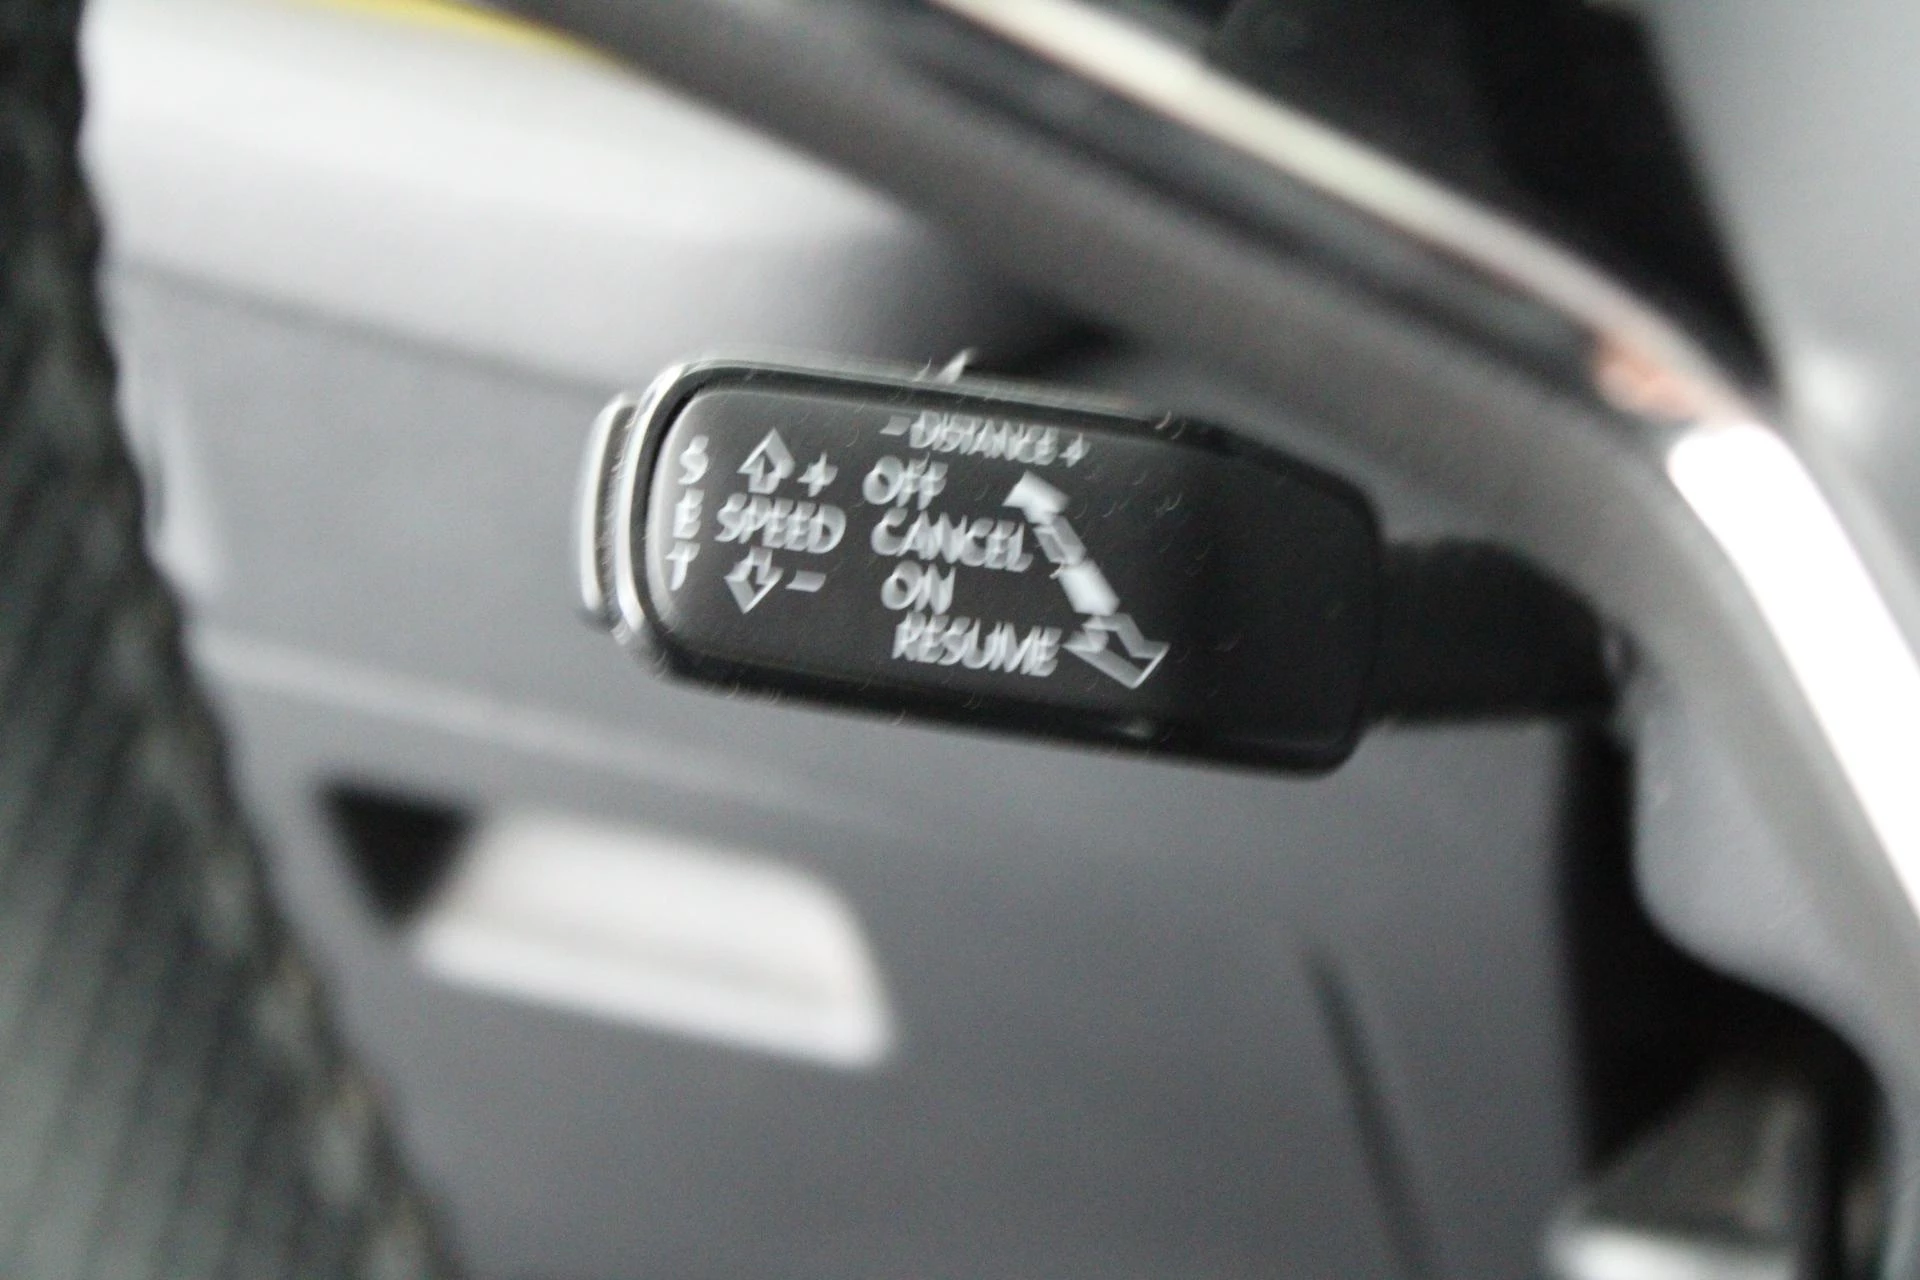 - DISTANCE +
SET
+
SPEED
-
OFF
CANCEL
ON
RESUME